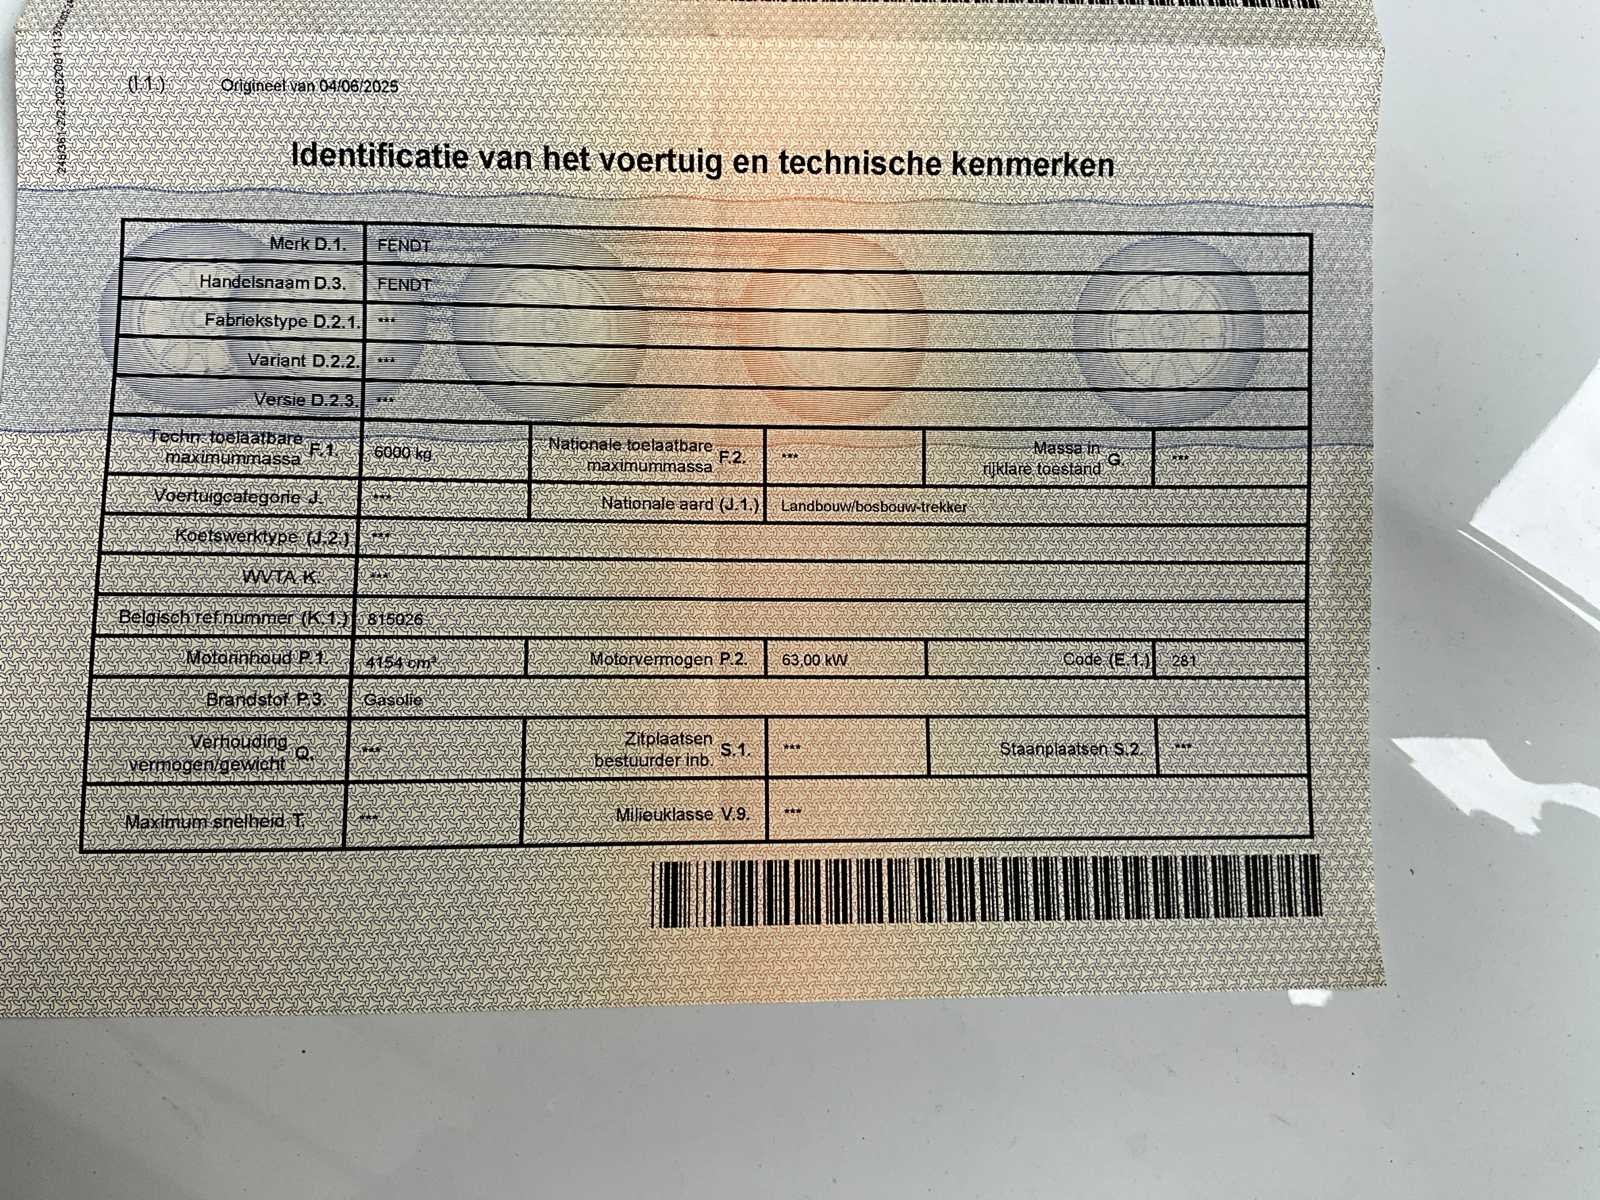 (I.1.) Origineel van 04/06/2025
Identificatie van het voertuig en technische kenmerken
Merk D.1. FENDT
Handelsnaam D.3. FENDT
Fabriekstype D.2.1. ***
Variant D.2.2. ***
Versie D.2.3. ***
Techn. toelaatbare maximummassa F.1. 6000 kg Nationale toelaatbare maximummassa F.2. *** Massa in rijklare toestand G. ***
Voertuigcategorie J. *** Nationale aard (J.1.) Landbouw/bosbouw-trekker
Koetswerktype (J.2.) ***
WVTA K. ***
Belgisch ref.nummer (K.1.) 815026
Motorinhoud P.1. 4154 cm³ Motorvermogen P.2. 63,00 kW Code (E.1.) 281
Brandstof P.3. Gasolie
Verhouding vermogen/gewicht Q. *** Zitplaatsen bestuurder inb. S.1. *** Staanplaatsen S.2. ***
Maximum snelheid T. *** Milieuklasse V.9. ***